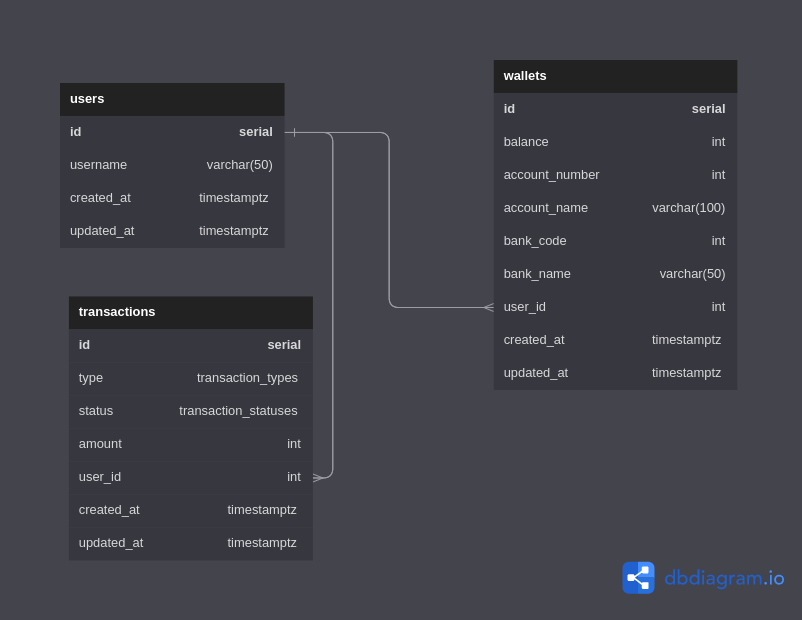 users
id serial
username varchar(50)
created_at timestamptz
updated_at timestamptz
transactions
id serial
type transaction_types
status transaction_statuses
amount int
user_id int
created_at timestamptz
updated_at timestamptz
wallets
id serial
balance int
account_number int
account_name varchar(100)
bank_code int
bank_name varchar(50)
user_id int
created_at timestamptz
updated_at timestamptz
dbdiagram.io